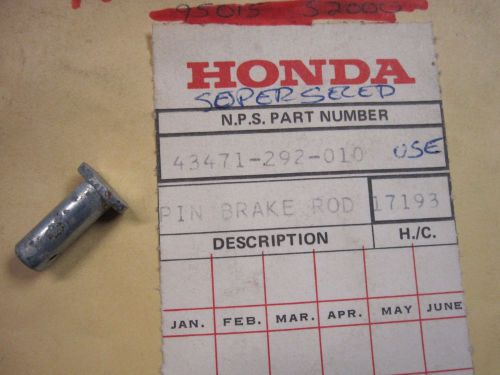 95015 52000
HONDA
SEPERSECED
N.P.S. PART NUMBER
43471-292-010 USE
PIN BRAKE ROD 17193
DESCRIPTION H./C.
JAN. FEB. MAR. APR. MAY JUNE